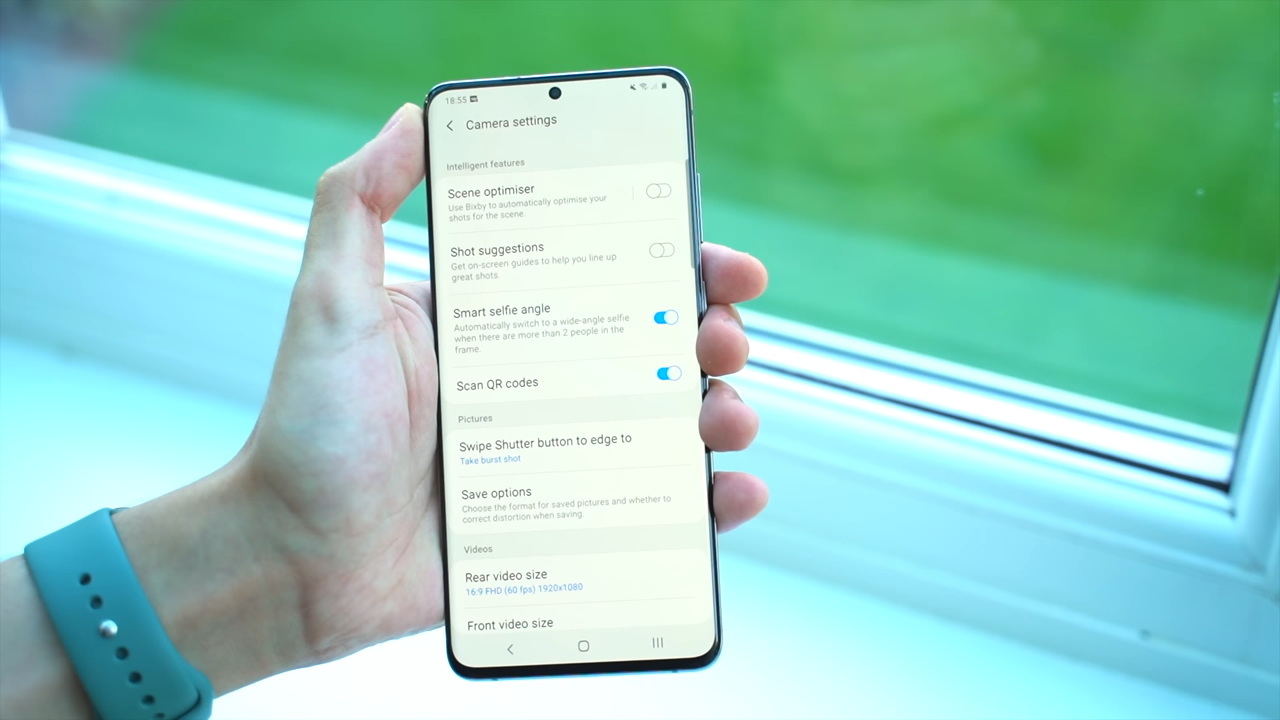 18:55
Camera settings
Intelligent features
Scene optimiser
Use Bixby to automatically optimise your
shots for the scene.
Shot suggestions
Get on-screen guides to help you line up
great shots.
Smart selfie angle
Automatically switch to a wide-angle selfie
when there are more than 2 people in the
frame.
Scan QR codes
Pictures
Swipe Shutter button to edge to
Take burst shot
Save options
Choose the format for saved pictures and whether to
correct distortion when saving.
Videos
Rear video size
16:9 FHD (60 fps) 1920x1080
Front video size